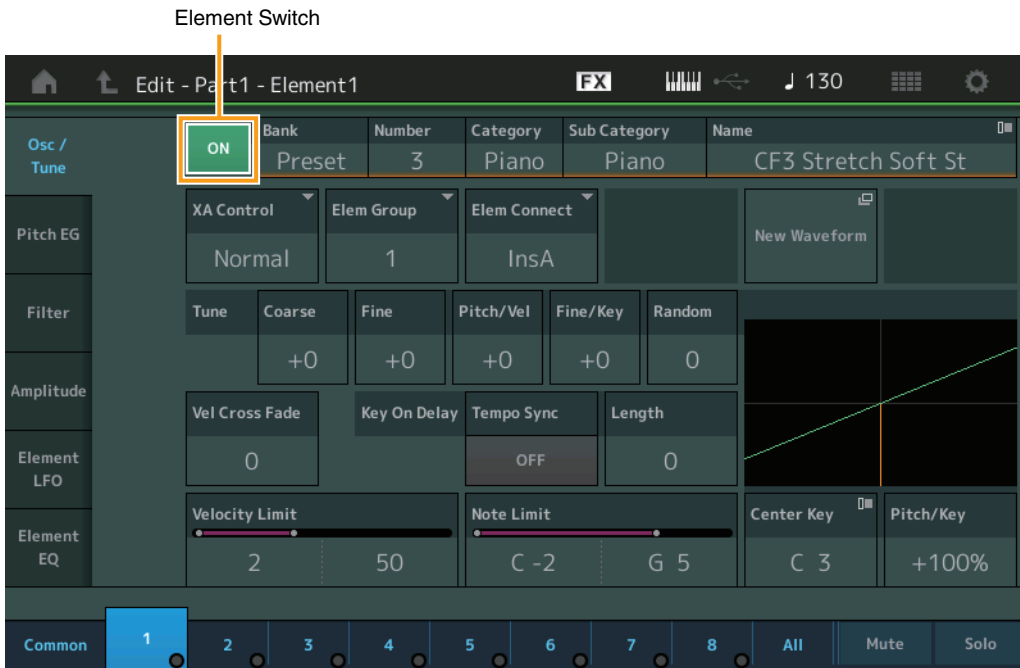 Element Switch
Edit - Part1 - Element1 FX ♩ 130
Osc / Tune
ON
Bank Number Category Sub Category Name
Preset 3 Piano Piano CF3 Stretch Soft St
Pitch EG
XA Control Elem Group Elem Connect New Waveform
Normal 1 InsA
Filter
Tune Coarse Fine Pitch/Vel Fine/Key Random
+0 +0 +0 +0 0
Amplitude
Vel Cross Fade Key On Delay Tempo Sync Length
0 OFF 0
Element LFO
Velocity Limit Note Limit Center Key Pitch/Key
2 50 C -2 G 5 C 3 +100%
Element EQ
Common 1 2 3 4 5 6 7 8 All Mute Solo